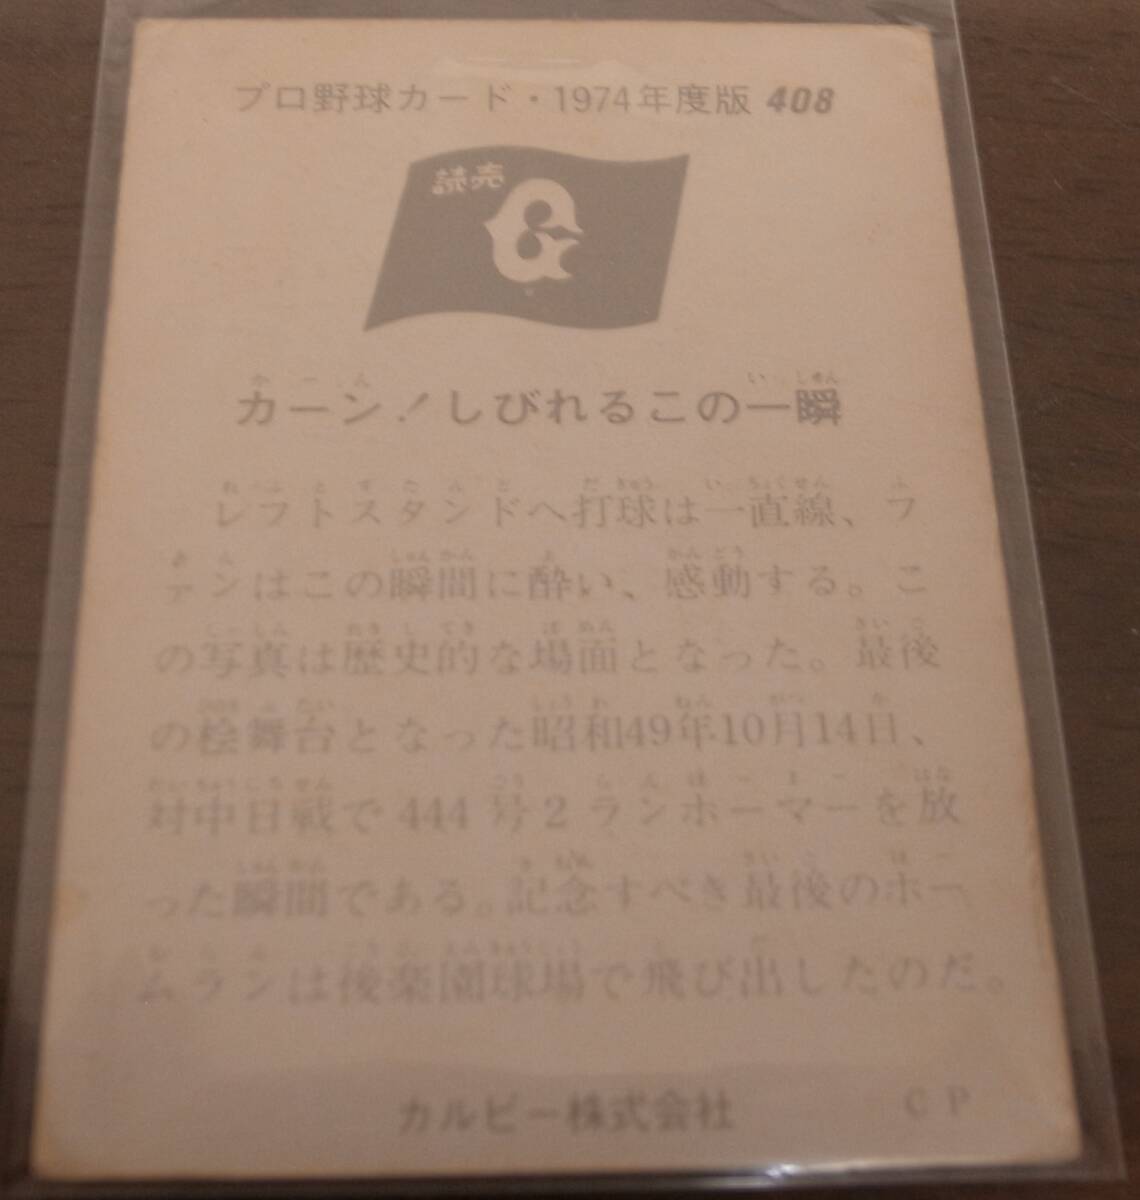 プロ野球カード・1974年度版 408
読売
G
カーン！しびれるこの一瞬
レフトスタンドへ打球は一直線、フ
ァンはこの瞬間に酔い、感動する。こ
の写真は歴史的な場面となった。最後
の桧舞台となった昭和49年10月14日、
対中日戦で444号2ランホーマーを放
った瞬間である。記念すべき最後のホー
ムランは後楽園球場で飛び出したのだ。
カルビー株式会社 CP